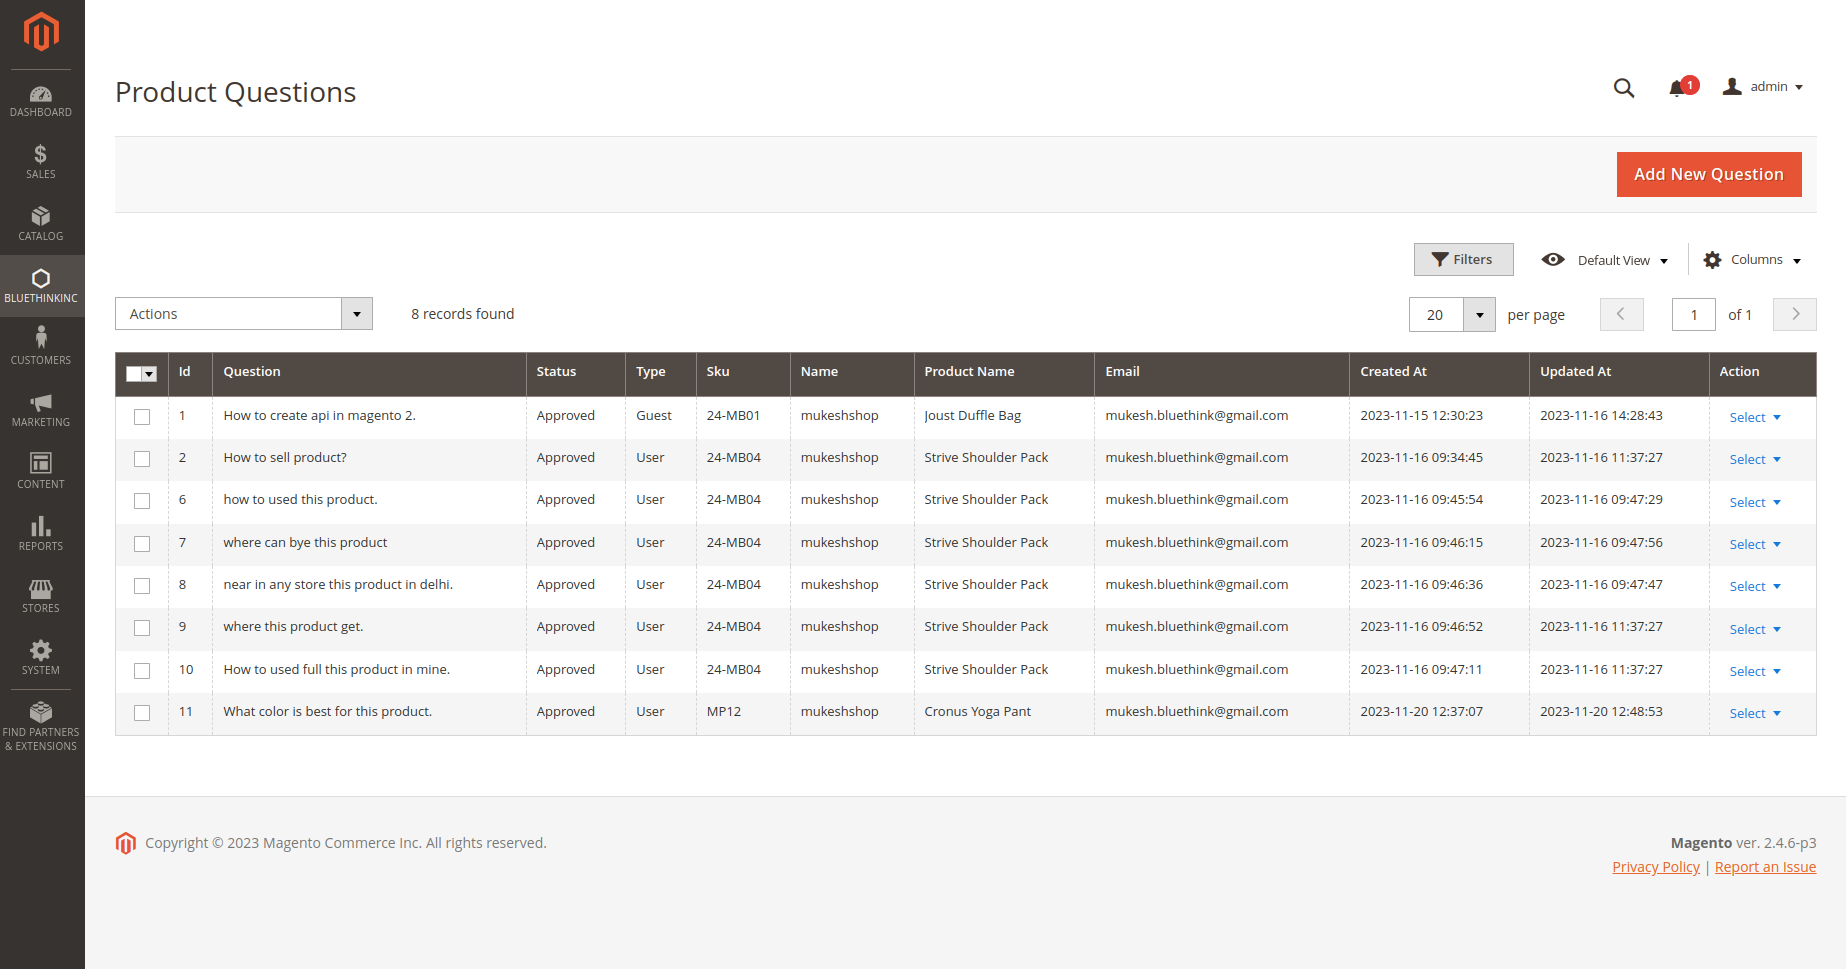 Product Questions
1
admin
DASHBOARD
SALES
CATALOG
BLUETHINKINC
CUSTOMERS
MARKETING
CONTENT
REPORTS
STORES
SYSTEM
FIND PARTNERS
& EXTENSIONS
Add New Question
Filters Default View Columns
Actions 8 records found 20 per page 1 of 1
Id Question Status Type Sku Name Product Name Email Created At Updated At Action
1 How to create api in magento 2. Approved Guest 24-MB01 mukeshshop Joust Duffle Bag mukesh.bluethink@gmail.com 2023-11-15 12:30:23 2023-11-16 14:28:43 Select
2 How to sell product? Approved User 24-MB04 mukeshshop Strive Shoulder Pack mukesh.bluethink@gmail.com 2023-11-16 09:34:45 2023-11-16 11:37:27 Select
6 how to used this product. Approved User 24-MB04 mukeshshop Strive Shoulder Pack mukesh.bluethink@gmail.com 2023-11-16 09:45:54 2023-11-16 09:47:29 Select
7 where can bye this product Approved User 24-MB04 mukeshshop Strive Shoulder Pack mukesh.bluethink@gmail.com 2023-11-16 09:46:15 2023-11-16 09:47:56 Select
8 near in any store this product in delhi. Approved User 24-MB04 mukeshshop Strive Shoulder Pack mukesh.bluethink@gmail.com 2023-11-16 09:46:36 2023-11-16 09:47:47 Select
9 where this product get. Approved User 24-MB04 mukeshshop Strive Shoulder Pack mukesh.bluethink@gmail.com 2023-11-16 09:46:52 2023-11-16 11:37:27 Select
10 How to used full this product in mine. Approved User 24-MB04 mukeshshop Strive Shoulder Pack mukesh.bluethink@gmail.com 2023-11-16 09:47:11 2023-11-16 11:37:27 Select
11 What color is best for this product. Approved User MP12 mukeshshop Cronus Yoga Pant mukesh.bluethink@gmail.com 2023-11-20 12:37:07 2023-11-20 12:48:53 Select
Copyright © 2023 Magento Commerce Inc. All rights reserved.
Magento ver. 2.4.6-p3
Privacy Policy | Report an Issue